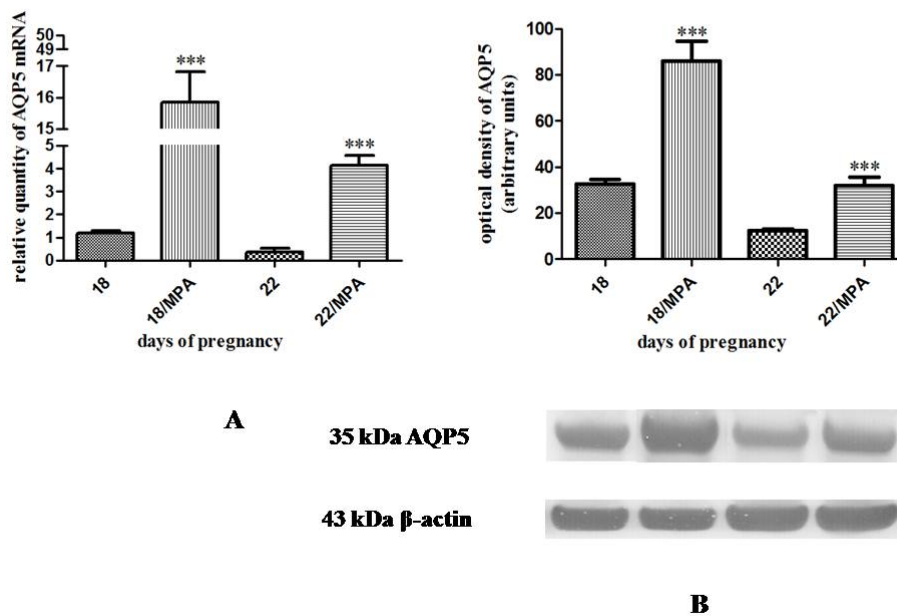 relative quantity of AQP5 mRNA
50
49
17
16
15
5
4
3
2
1
0
***
***
18
18/MPA
22
22/MPA
days of pregnancy
A
optical density of AQP5
(arbitrary units)
100
80
60
40
20
0
***
***
18
18/MPA
22
22/MPA
days of pregnancy
35 kDa AQP5
43 kDa β-actin
B